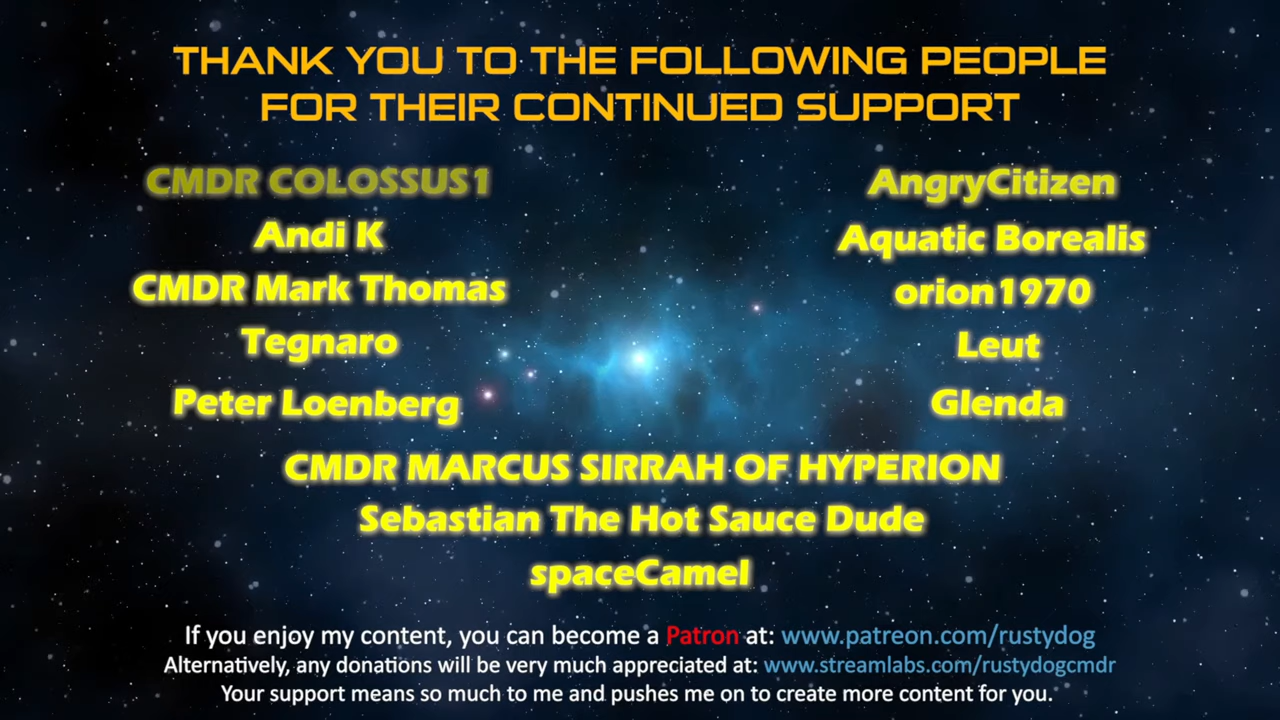 THANK YOU TO THE FOLLOWING PEOPLE
FOR THEIR CONTINUED SUPPORT
CMDR COLOSSUS1
Andi K
CMDR Mark Thomas
Tegnaro
Peter Loenberg
AngryCitizen
Aquatic Borealis
orion1970
Leut
Glenda
CMDR MARCUS SIRRAH OF HYPERION
Sebastian The Hot Sauce Dude
spaceCamel
If you enjoy my content, you can become a Patron at: www.patreon.com/rustydog
Alternatively, any donations will be very much appreciated at: www.streamlabs.com/rustydogcmdr
Your support means so much to me and pushes me on to create more content for you.